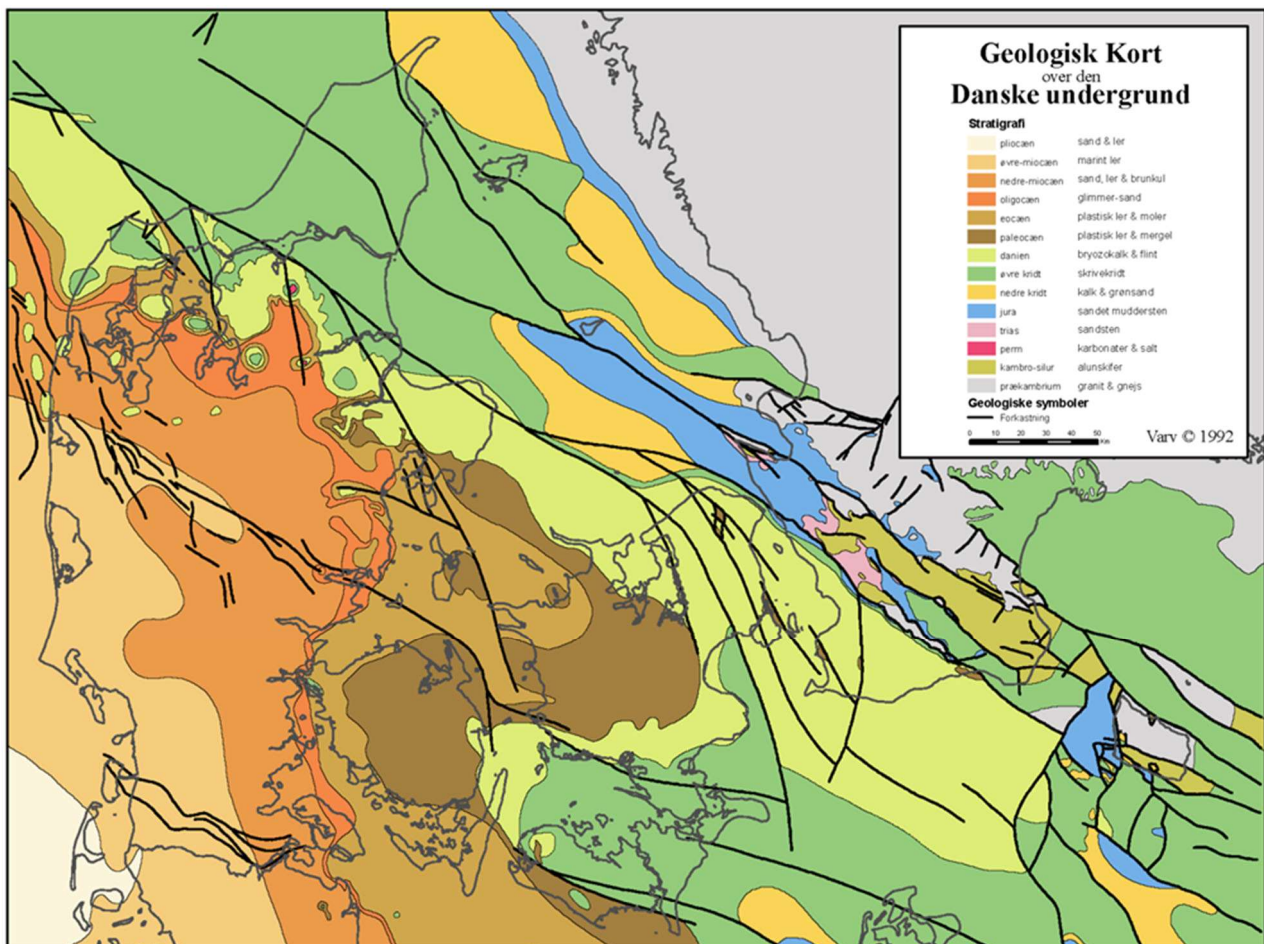 Geologisk Kort
over den
Danske undergrund
Stratigrafi
pliocæn sand & ler
øvre-miocæn marint ler
nedre-miocæn sand, ler & brunkul
oligocæn glimmer-sand
eocæn plastisk ler & moler
paleocæn plastisk ler & mergel
danien bryozokalk & flint
øvre kridt skrivekridt
nedre kridt kalk & grønsand
jura sandet muddersten
trias sandsten
perm karbonater & salt
kambro-silur alunskifer
prækambrium granit & gnejs
Geologiske symboler
Forkastning
0 10 20 30 40 50
Km
Varv © 1992